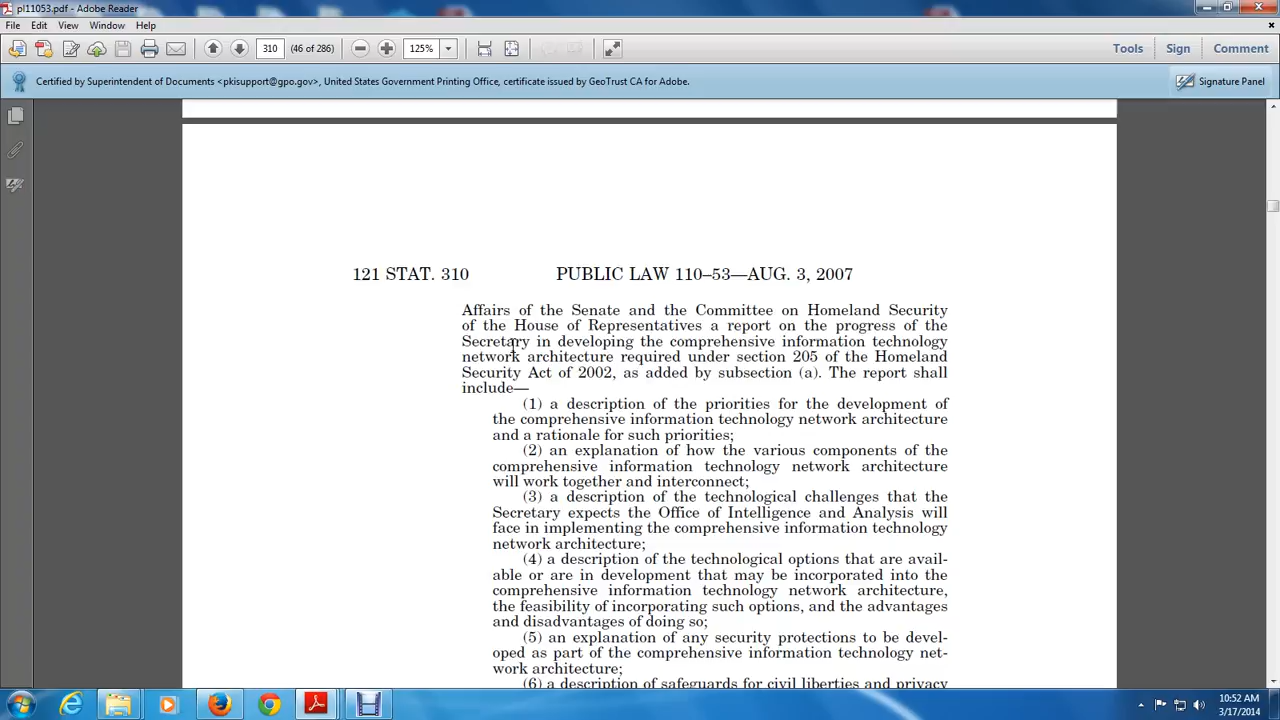 pl11053.pdf - Adobe Reader
File Edit View Window Help
310 (46 of 286) 125% Tools Sign Comment
Certified by Superintendent of Documents <pkisupport@gpo.gov>, United States Government Printing Office, certificate issued by GeoTrust CA for Adobe. Signature Panel
121 STAT. 310 PUBLIC LAW 110–53—AUG. 3, 2007
Affairs of the Senate and the Committee on Homeland Security
of the House of Representatives a report on the progress of the
Secretary in developing the comprehensive information technology
network architecture required under section 205 of the Homeland
Security Act of 2002, as added by subsection (a). The report shall
include—
(1) a description of the priorities for the development of
the comprehensive information technology network architecture
and a rationale for such priorities;
(2) an explanation of how the various components of the
comprehensive information technology network architecture
will work together and interconnect;
(3) a description of the technological challenges that the
Secretary expects the Office of Intelligence and Analysis will
face in implementing the comprehensive information technology
network architecture;
(4) a description of the technological options that are avail-
able or are in development that may be incorporated into the
comprehensive information technology network architecture,
the feasibility of incorporating such options, and the advantages
and disadvantages of doing so;
(5) an explanation of any security protections to be devel-
oped as part of the comprehensive information technology net-
work architecture;
(6) a description of safeguards for civil liberties and privacy
10:52 AM
3/17/2014